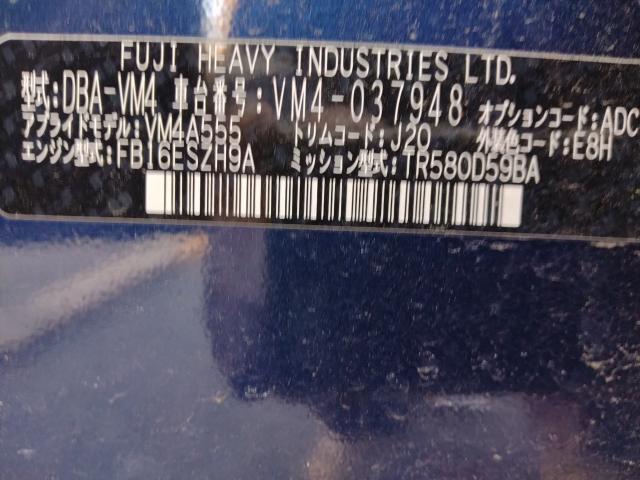 FUJI HEAVY INDUSTRIES LTD.
型式:DBA-VM4 車台番号:VM4-037948 オプションコード:ADC
アプライドモデル:YM4A555 トリムコード:J20 外装色コード:E8H
エンジン型式:FB16ESZH9A ミッション型式:TR580D59BA